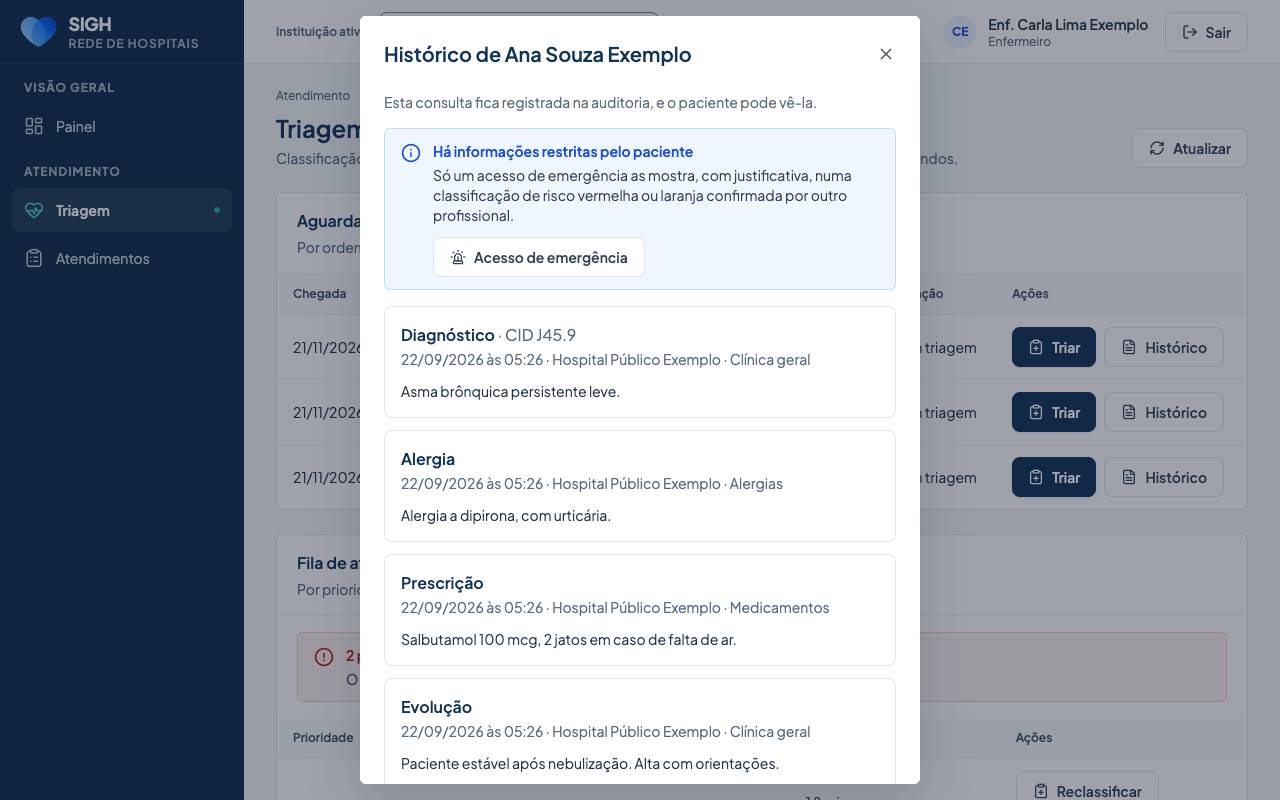 SIGH
REDE DE HOSPITAIS
VISÃO GERAL
Painel
ATENDIMENTO
Triagem
Atendimentos
Instituição
CE
Enf. Carla Lima Exemplo
Enfermeiro
Sair
Atendimento
Triagem
Atualizar
Histórico de Ana Souza Exemplo
Esta consulta fica registrada na auditoria, e o paciente pode vê-la.
Há informações restritas pelo paciente
Só um acesso de emergência as mostra, com justificativa, numa
classificação de risco vermelha ou laranja confirmada por outro
profissional.
Acesso de emergência
Diagnóstico · CID J45.9
22/09/2026 às 05:26 · Hospital Público Exemplo · Clínica geral
Asma brônquica persistente leve.
Alergia
22/09/2026 às 05:26 · Hospital Público Exemplo · Alergias
Alergia a dipirona, com urticária.
Prescrição
22/09/2026 às 05:26 · Hospital Público Exemplo · Medicamentos
Salbutamol 100 mcg, 2 jatos em caso de falta de ar.
Evolução
22/09/2026 às 05:26 · Hospital Público Exemplo · Clínica geral
Paciente estável após nebulização. Alta com orientações.
Por
Chegada
Ações
21/11/2026
triagem
Triar
Histórico
21/11/2026
triagem
Triar
Histórico
21/11/2026
triagem
Triar
Histórico
Fila de
Por
2
O
Prioridade
Ações
Reclassificar